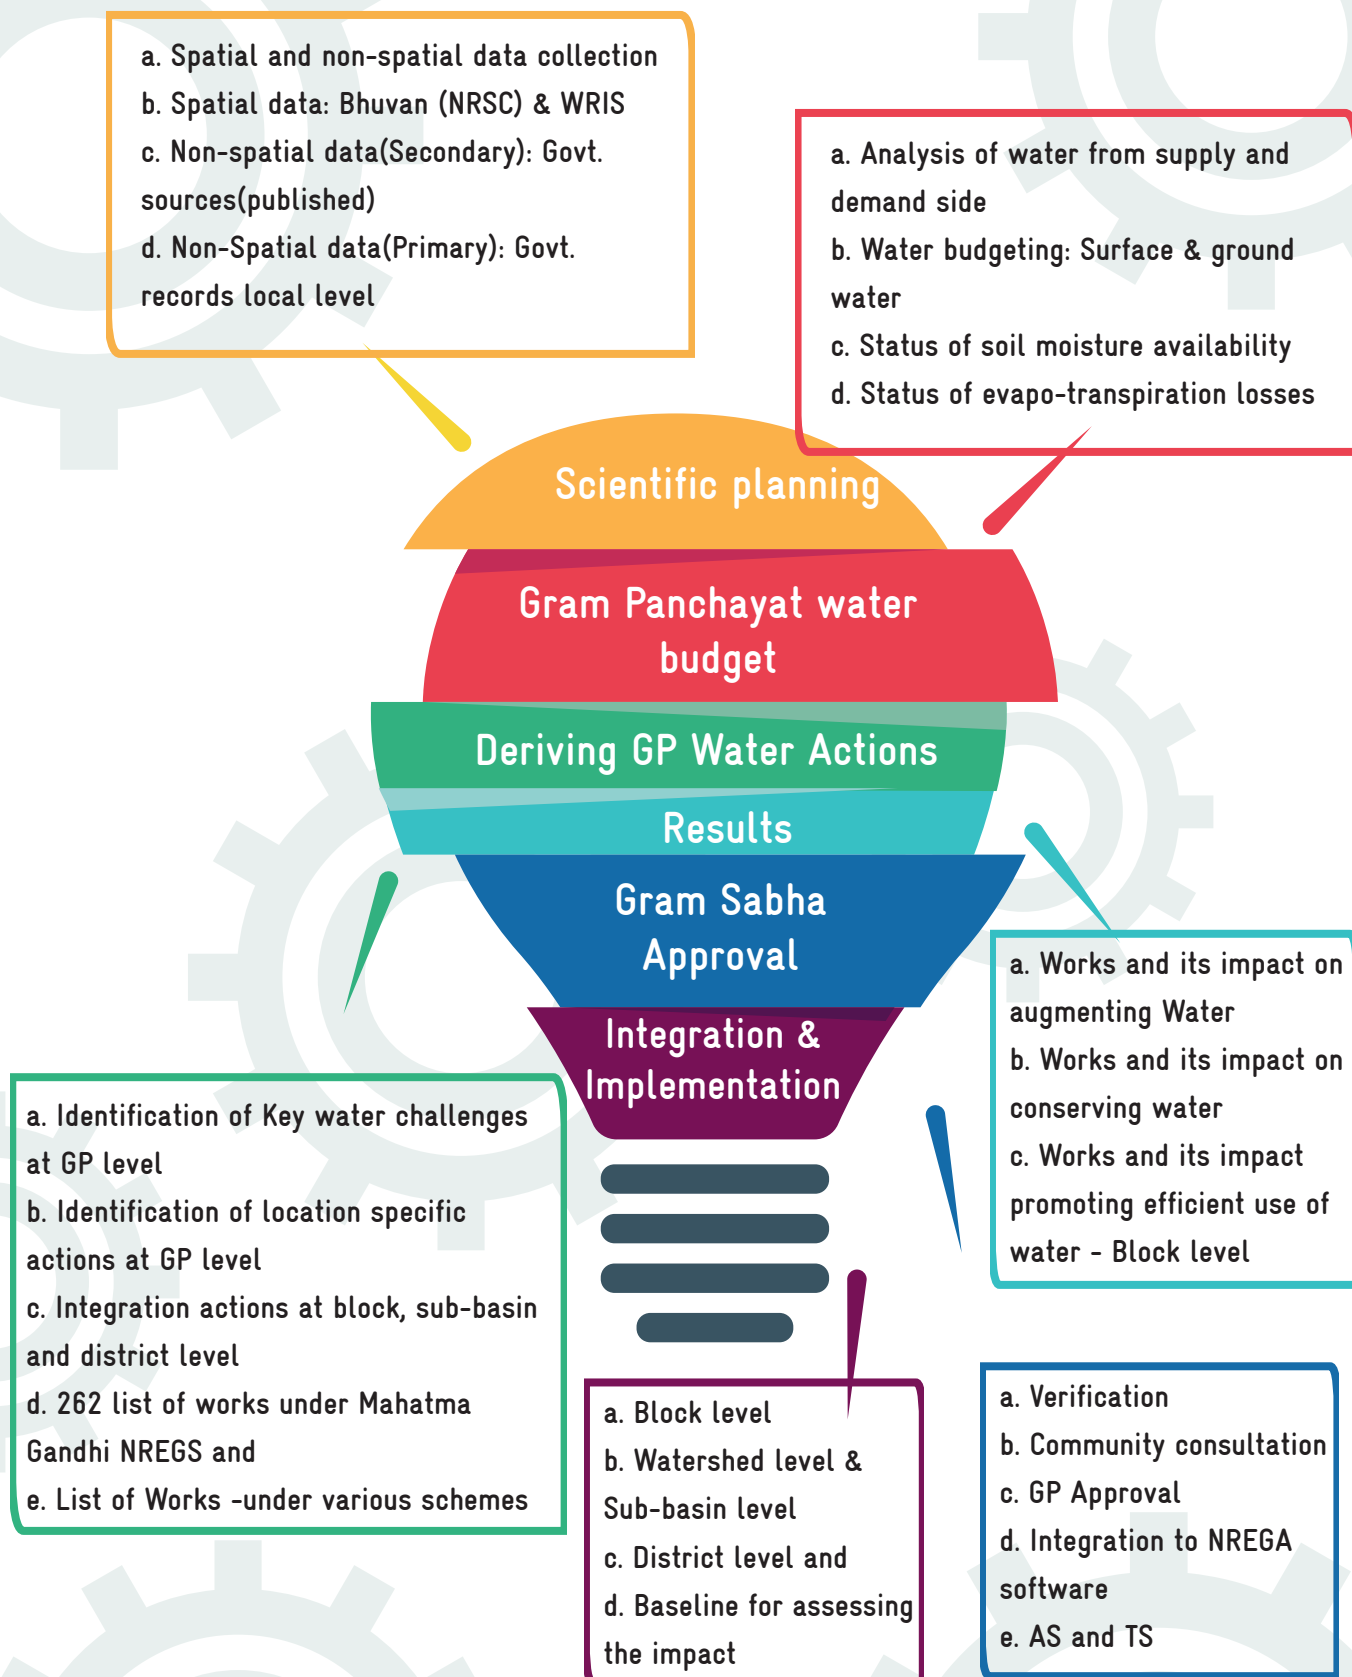 a. Spatial and non-spatial data collection
b. Spatial data: Bhuvan (NRSC) & WRIS
c. Non-spatial data(Secondary): Govt.
sources(published)
d. Non-Spatial data(Primary): Govt.
records local level
a. Analysis of water from supply and
demand side
b. Water budgeting: Surface & ground
water
c. Status of soil moisture availability
d. Status of evapo-transpiration losses
Scientific planning
Gram Panchayat water
budget
Deriving GP Water Actions
Results
Gram Sabha
Approval
Integration &
Implementation
a. Works and its impact on
augmenting Water
b. Works and its impact on
conserving water
c. Works and its impact
promoting efficient use of
water - Block level
a. Identification of Key water challenges
at GP level
b. Identification of location specific
actions at GP level
c. Integration actions at block, sub-basin
and district level
d. 262 list of works under Mahatma
Gandhi NREGS and
e. List of Works -under various schemes
a. Block level
b. Watershed level &
Sub-basin level
c. District level and
d. Baseline for assessing
the impact
a. Verification
b. Community consultation
c. GP Approval
d. Integration to NREGA
software
e. AS and TS